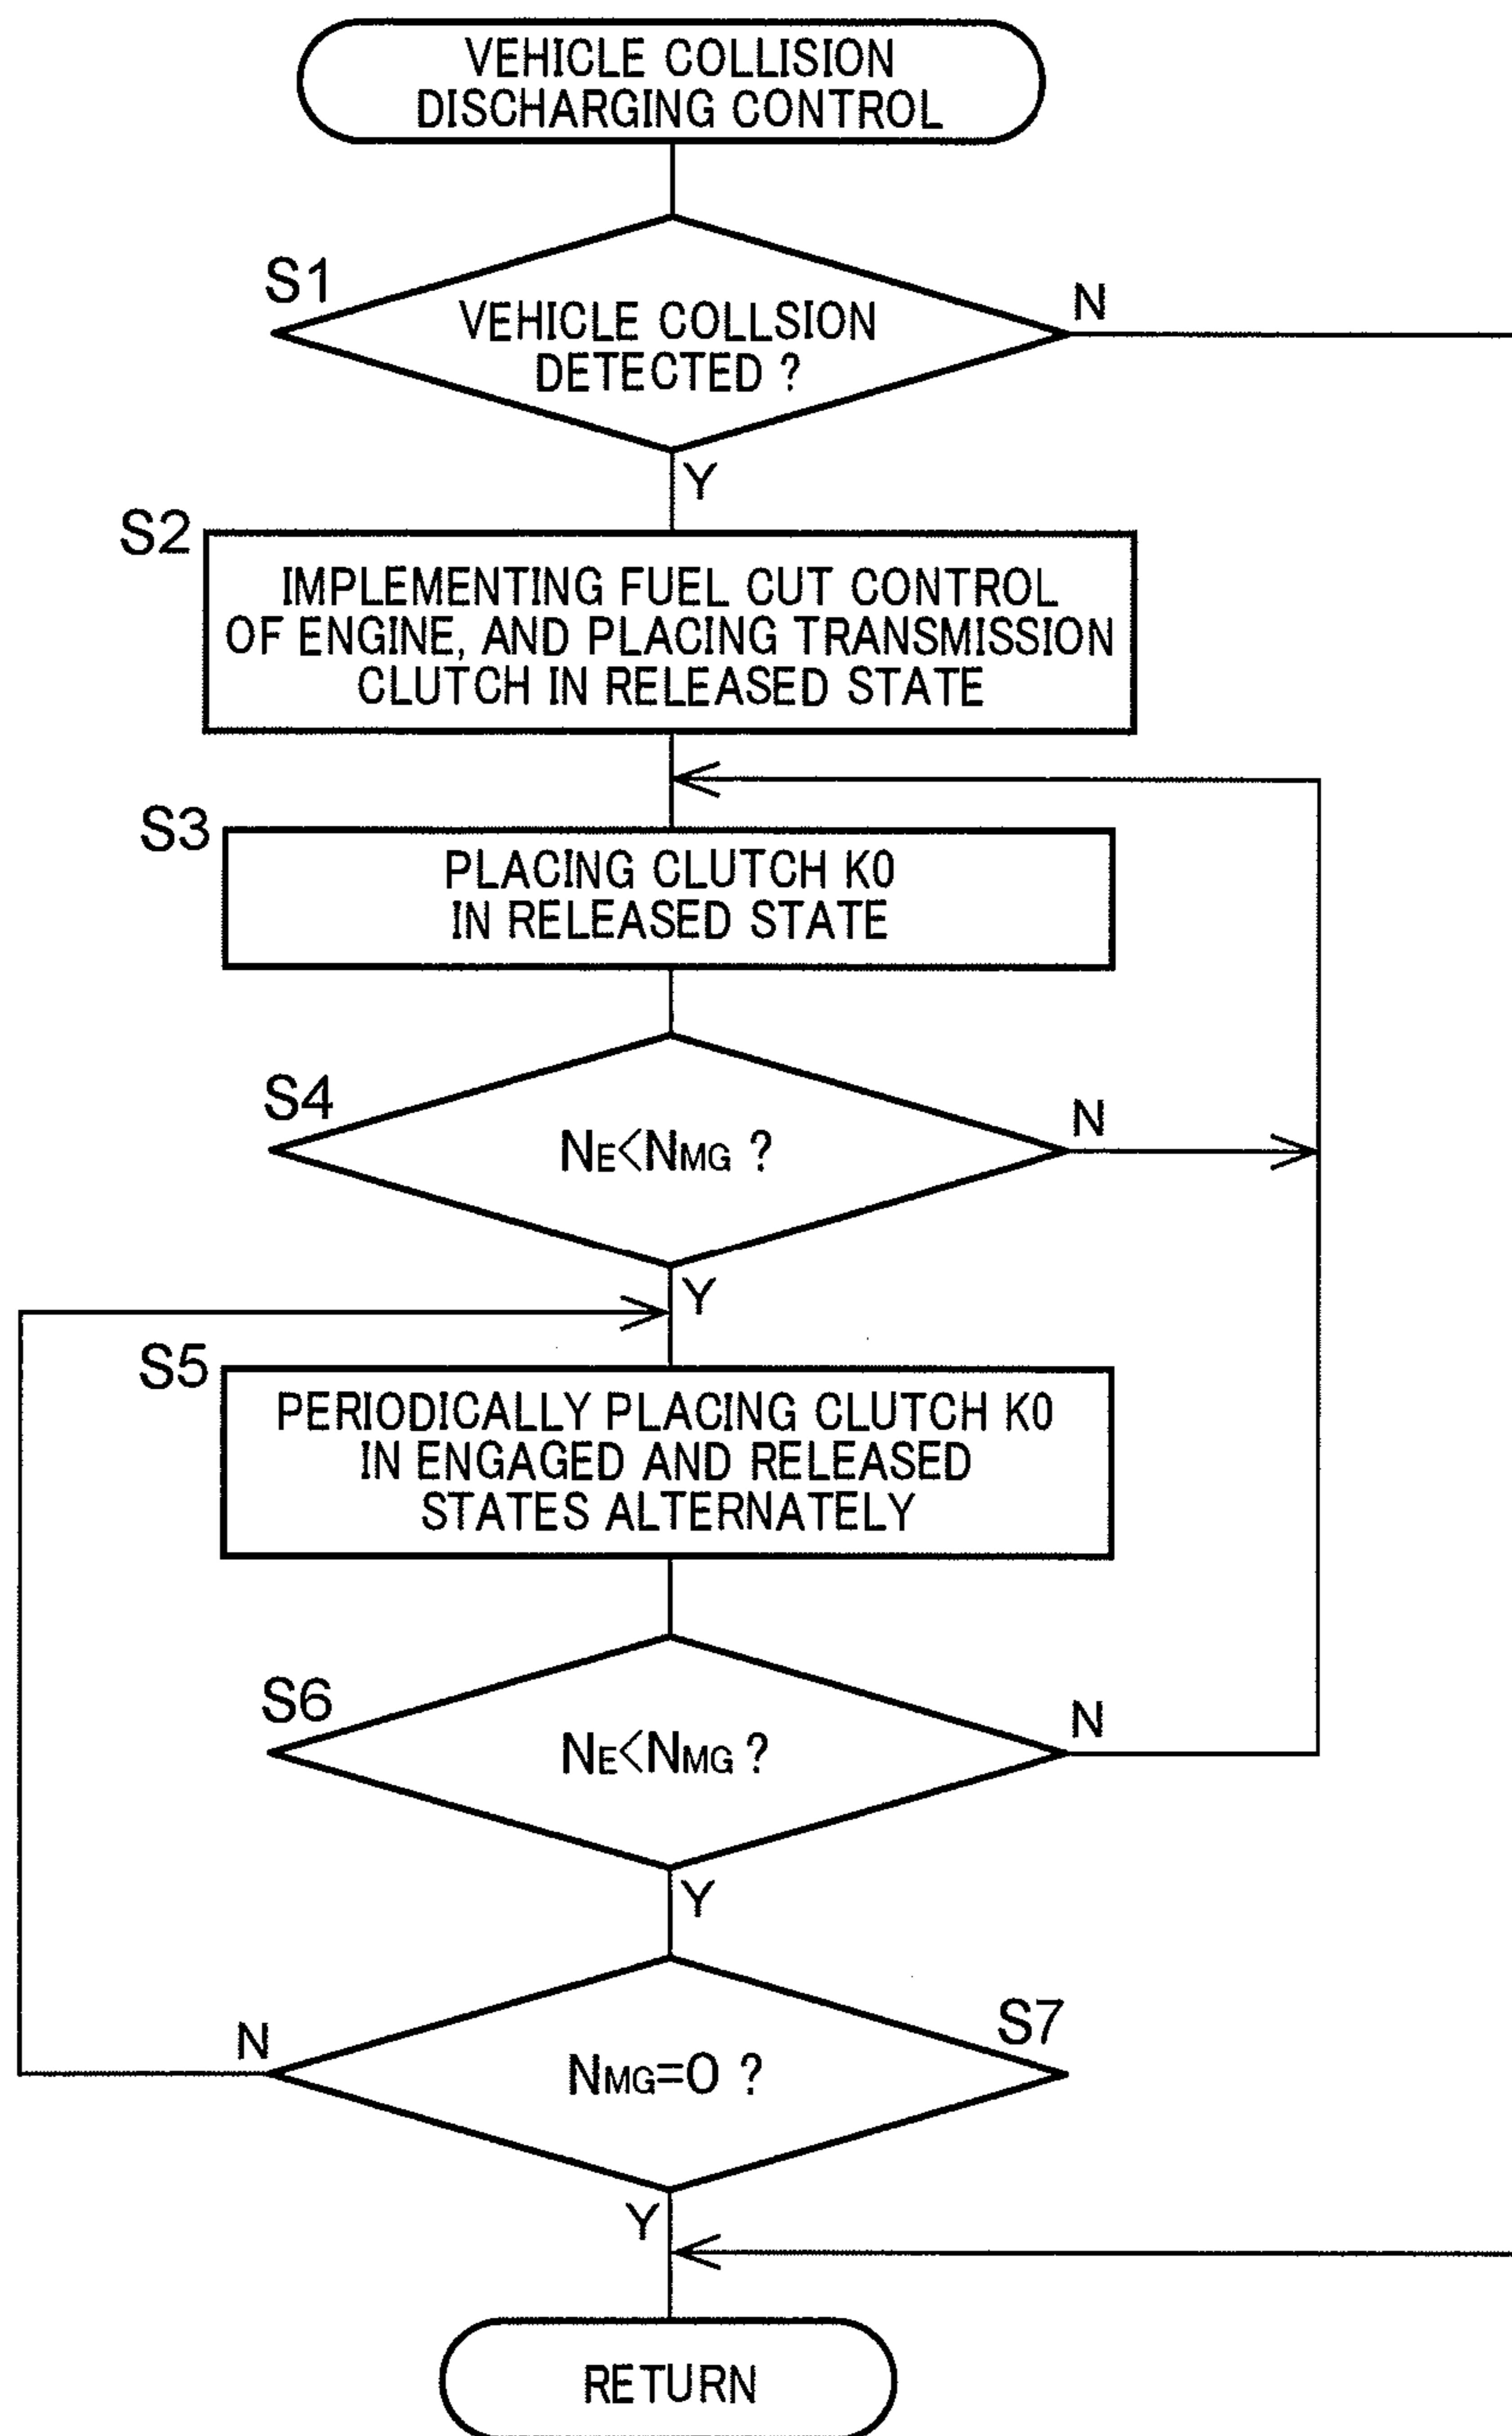 VEHICLE COLLISION
DISCHARGING CONTROL
S1
VEHICLE COLLSION
DETECTED ?
N
Y
S2
IMPLEMENTING FUEL CUT CONTROL
OF ENGINE, AND PLACING TRANSMISSION
CLUTCH IN RELEASED STATE
S3
PLACING CLUTCH K0
IN RELEASED STATE
S4
NE<NMG ?
N
Y
S5
PERIODICALLY PLACING CLUTCH K0
IN ENGAGED AND RELEASED
STATES ALTERNATELY
S6
NE<NMG ?
N
Y
S7
N
NMG=0 ?
Y
RETURN